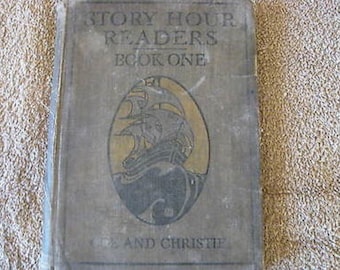 STORY HOUR
READERS
BOOK ONE
AND CHRISTIE